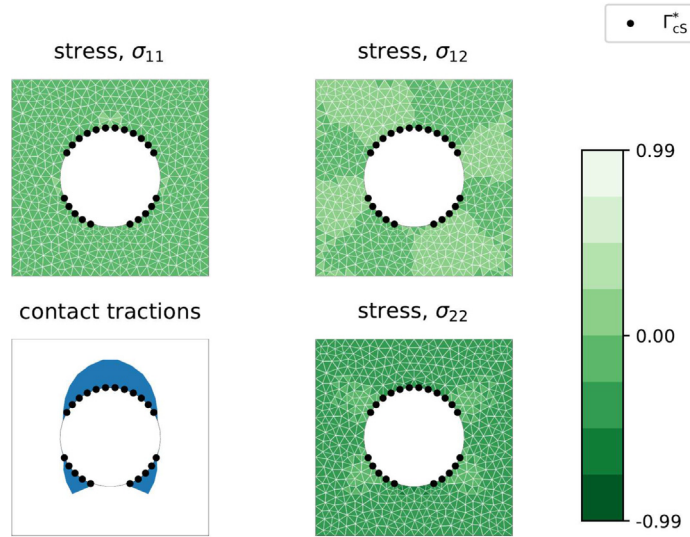 Γ*cS
stress, σ11
stress, σ12
0.99
0.00
-0.99
contact tractions
stress, σ22